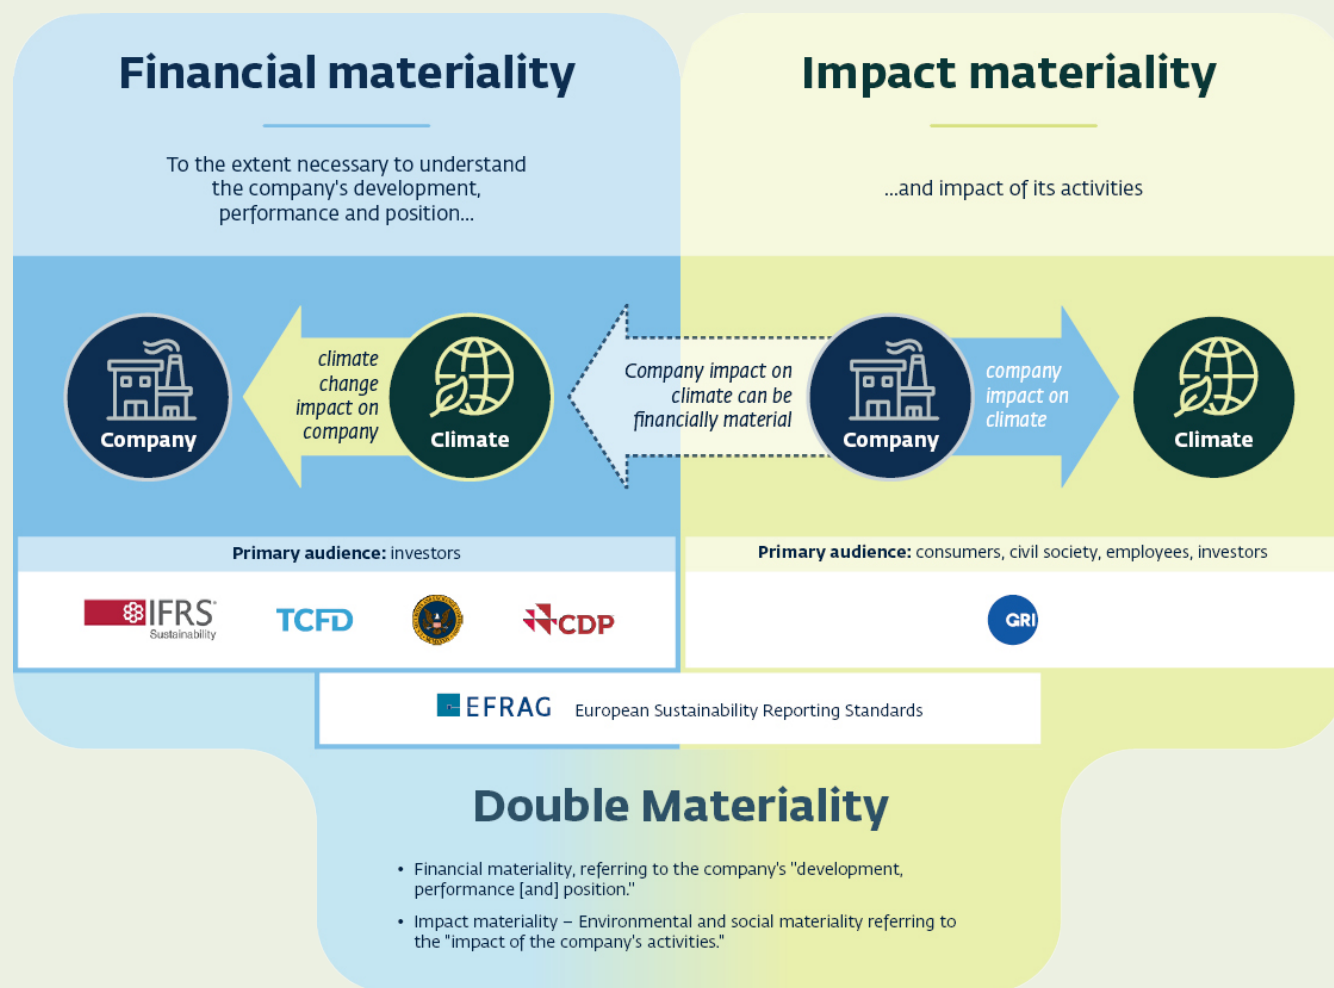 Financial materiality
To the extent necessary to understand
the company's development,
performance and position...
Impact materiality
...and impact of its activities
Company
climate
change
impact on
company
Climate
Company impact on
climate can be
financially material
Company
company
impact on
climate
Climate
Primary audience: investors
IFRS
Sustainability
TCFD
CDP
Primary audience: consumers, civil society, employees, investors
GRI
EFRAG European Sustainability Reporting Standards
Double Materiality
• Financial materiality, referring to the company's "development,
performance [and] position."
• Impact materiality – Environmental and social materiality referring to
the "impact of the company's activities."